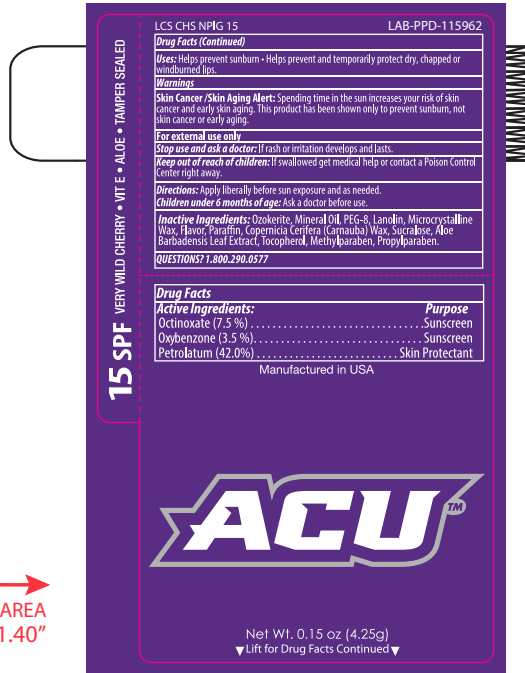 LCS CHS NPIG 15 LAB-PPD-115962
Drug Facts (Continued)
Uses: Helps prevent sunburn • Helps prevent and temporarily protect dry, chapped or
windburned lips.
Warnings
Skin Cancer /Skin Aging Alert: Spending time in the sun increases your risk of skin
cancer and early skin aging. This product has been shown only to prevent sunburn, not
skin cancer or early aging.
For external use only
Stop use and ask a doctor: If rash or irritation develops and lasts.
Keep out of reach of children: If swallowed get medical help or contact a Poison Control
Center right away.
Directions: Apply liberally before sun exposure and as needed.
Children under 6 months of age: Ask a doctor before use.
Inactive Ingredients: Ozokerite, Mineral Oil, PEG-8, Lanolin, Microcrystalline
Wax, Flavor, Paraffin, Copernicia Cerifera (Carnauba) Wax, Sucralose, Aloe
Barbadensis Leaf Extract, Tocopherol, Methylparaben, Propylparaben.
QUESTIONS? 1.800.290.0577
Drug Facts
Active Ingredients: Purpose
Octinoxate (7.5 %) . . . . . . . . . . . . . . . . . . . . . . . . . . . . . Sunscreen
Oxybenzone (3.5 %). . . . . . . . . . . . . . . . . . . . . . . . . . . . Sunscreen
Petrolatum (42.0%) . . . . . . . . . . . . . . . . . . . . . . . . Skin Protectant
Manufactured in USA
15 SPF VERY WILD CHERRY • VIT E • ALOE • TAMPER SEALED
ACU™
AREA
1.40"
Net Wt. 0.15 oz (4.25g)
▼Lift for Drug Facts Continued▼